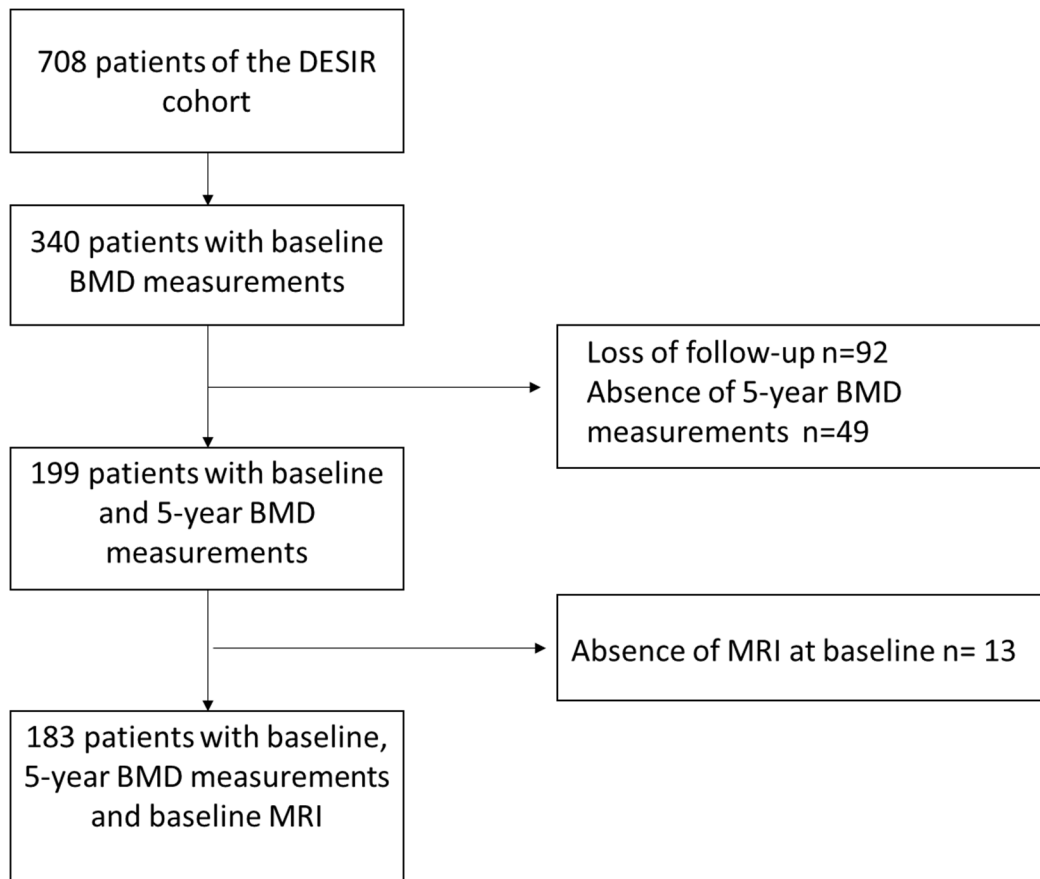 708 patients of the DESIR
cohort
340 patients with baseline
BMD measurements
Loss of follow-up n=92
Absence of 5-year BMD
measurements n=49
199 patients with baseline
and 5-year BMD
measurements
Absence of MRI at baseline n= 13
183 patients with baseline,
5-year BMD measurements
and baseline MRI